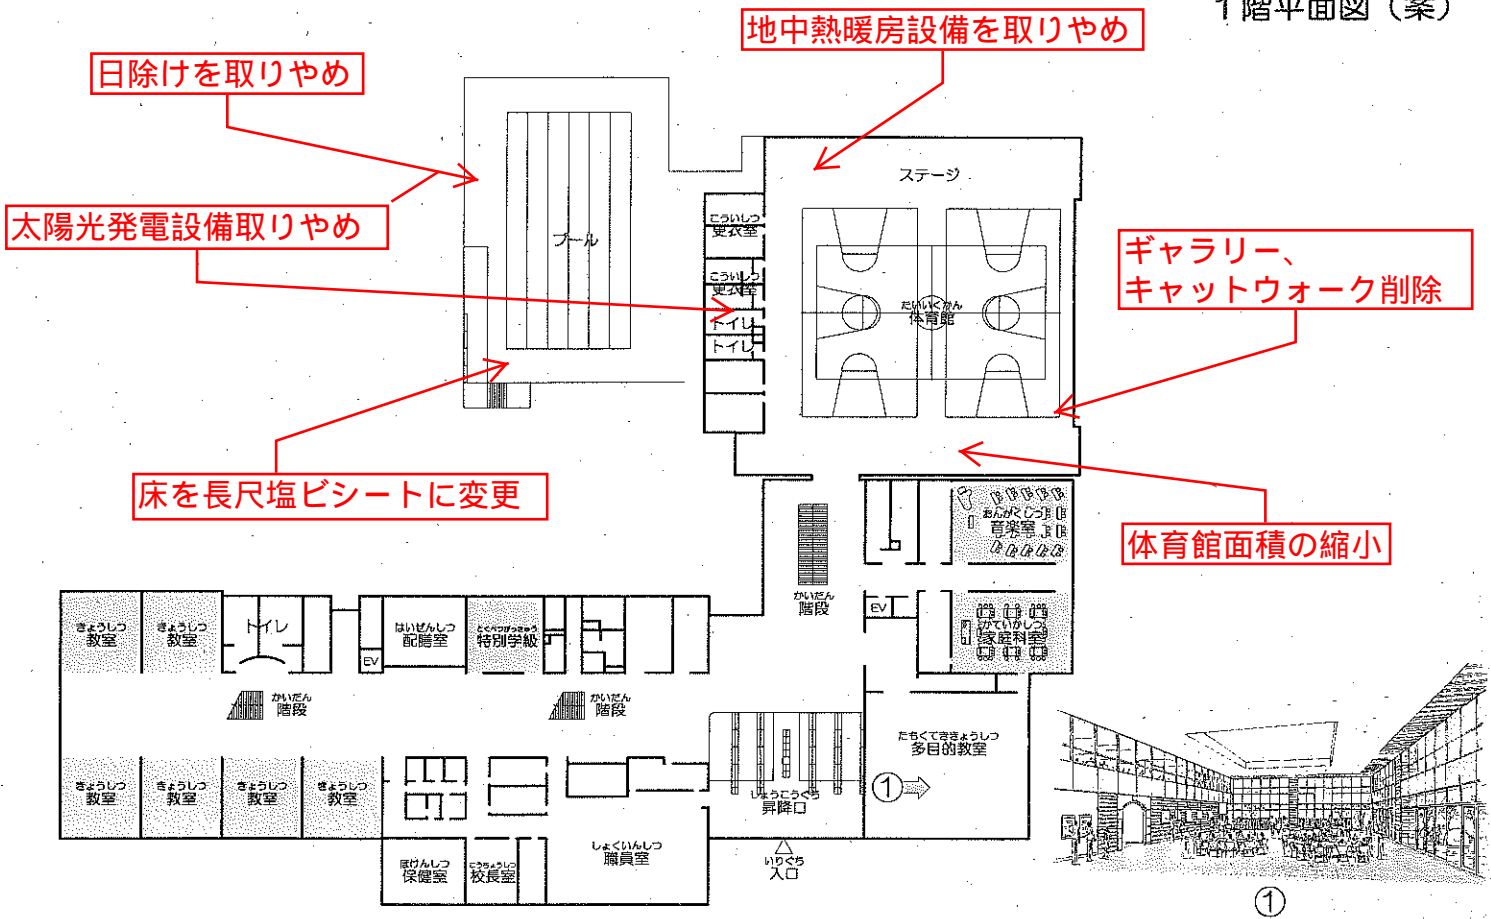 1階平面図（案）
地中熱暖房設備を取りやめ
日除けを取りやめ
ステージ
太陽光発電設備取りやめ
こういしつ
更衣室
プール
ギャラリー、
キャットウォーク削除
こういしつ
更衣室
たいいくかん
体育館
トイレ
トイレ
床を長尺塩ビシートに変更
体育館面積の縮小
おんがくしつ
音楽室
かいだん
階段
EV
かていかしつ
家庭科室
きょうしつ
教室
きょうしつ
教室
トイレ
EV
はいぜんしつ
配膳室
とくべつがっきゅう
特別学級
かいだん
階段
かいだん
階段
たもくてききょうしつ
多目的教室
①
きょうしつ
教室
きょうしつ
教室
きょうしつ
教室
きょうしつ
教室
しょうこうぐち
昇降口
しょくいんしつ
職員室
ほけんしつ
保健室
こうちょうしつ
校長室
いりぐち
入口
①